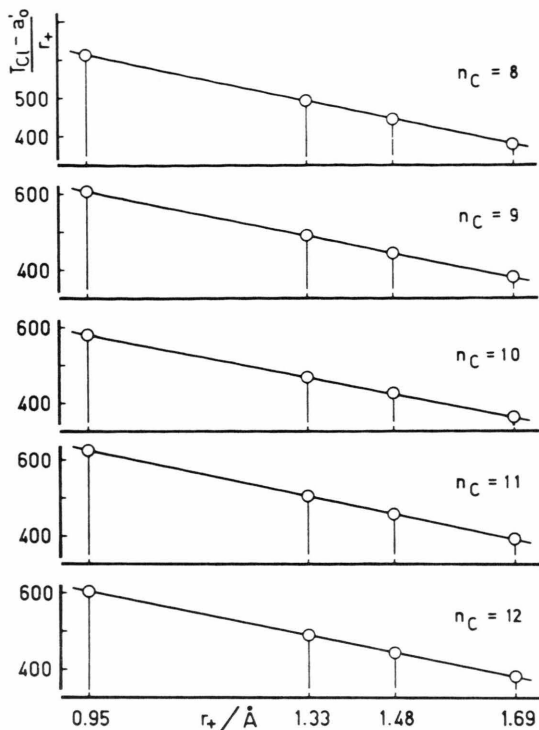 T_Cl - a'_o
r_+
n_C = 8
500
400
600
n_C = 9
400
600
n_C = 10
400
600
n_C = 11
400
600
n_C = 12
400
0.95 r_+ / Å 1.33 1.48 1.69